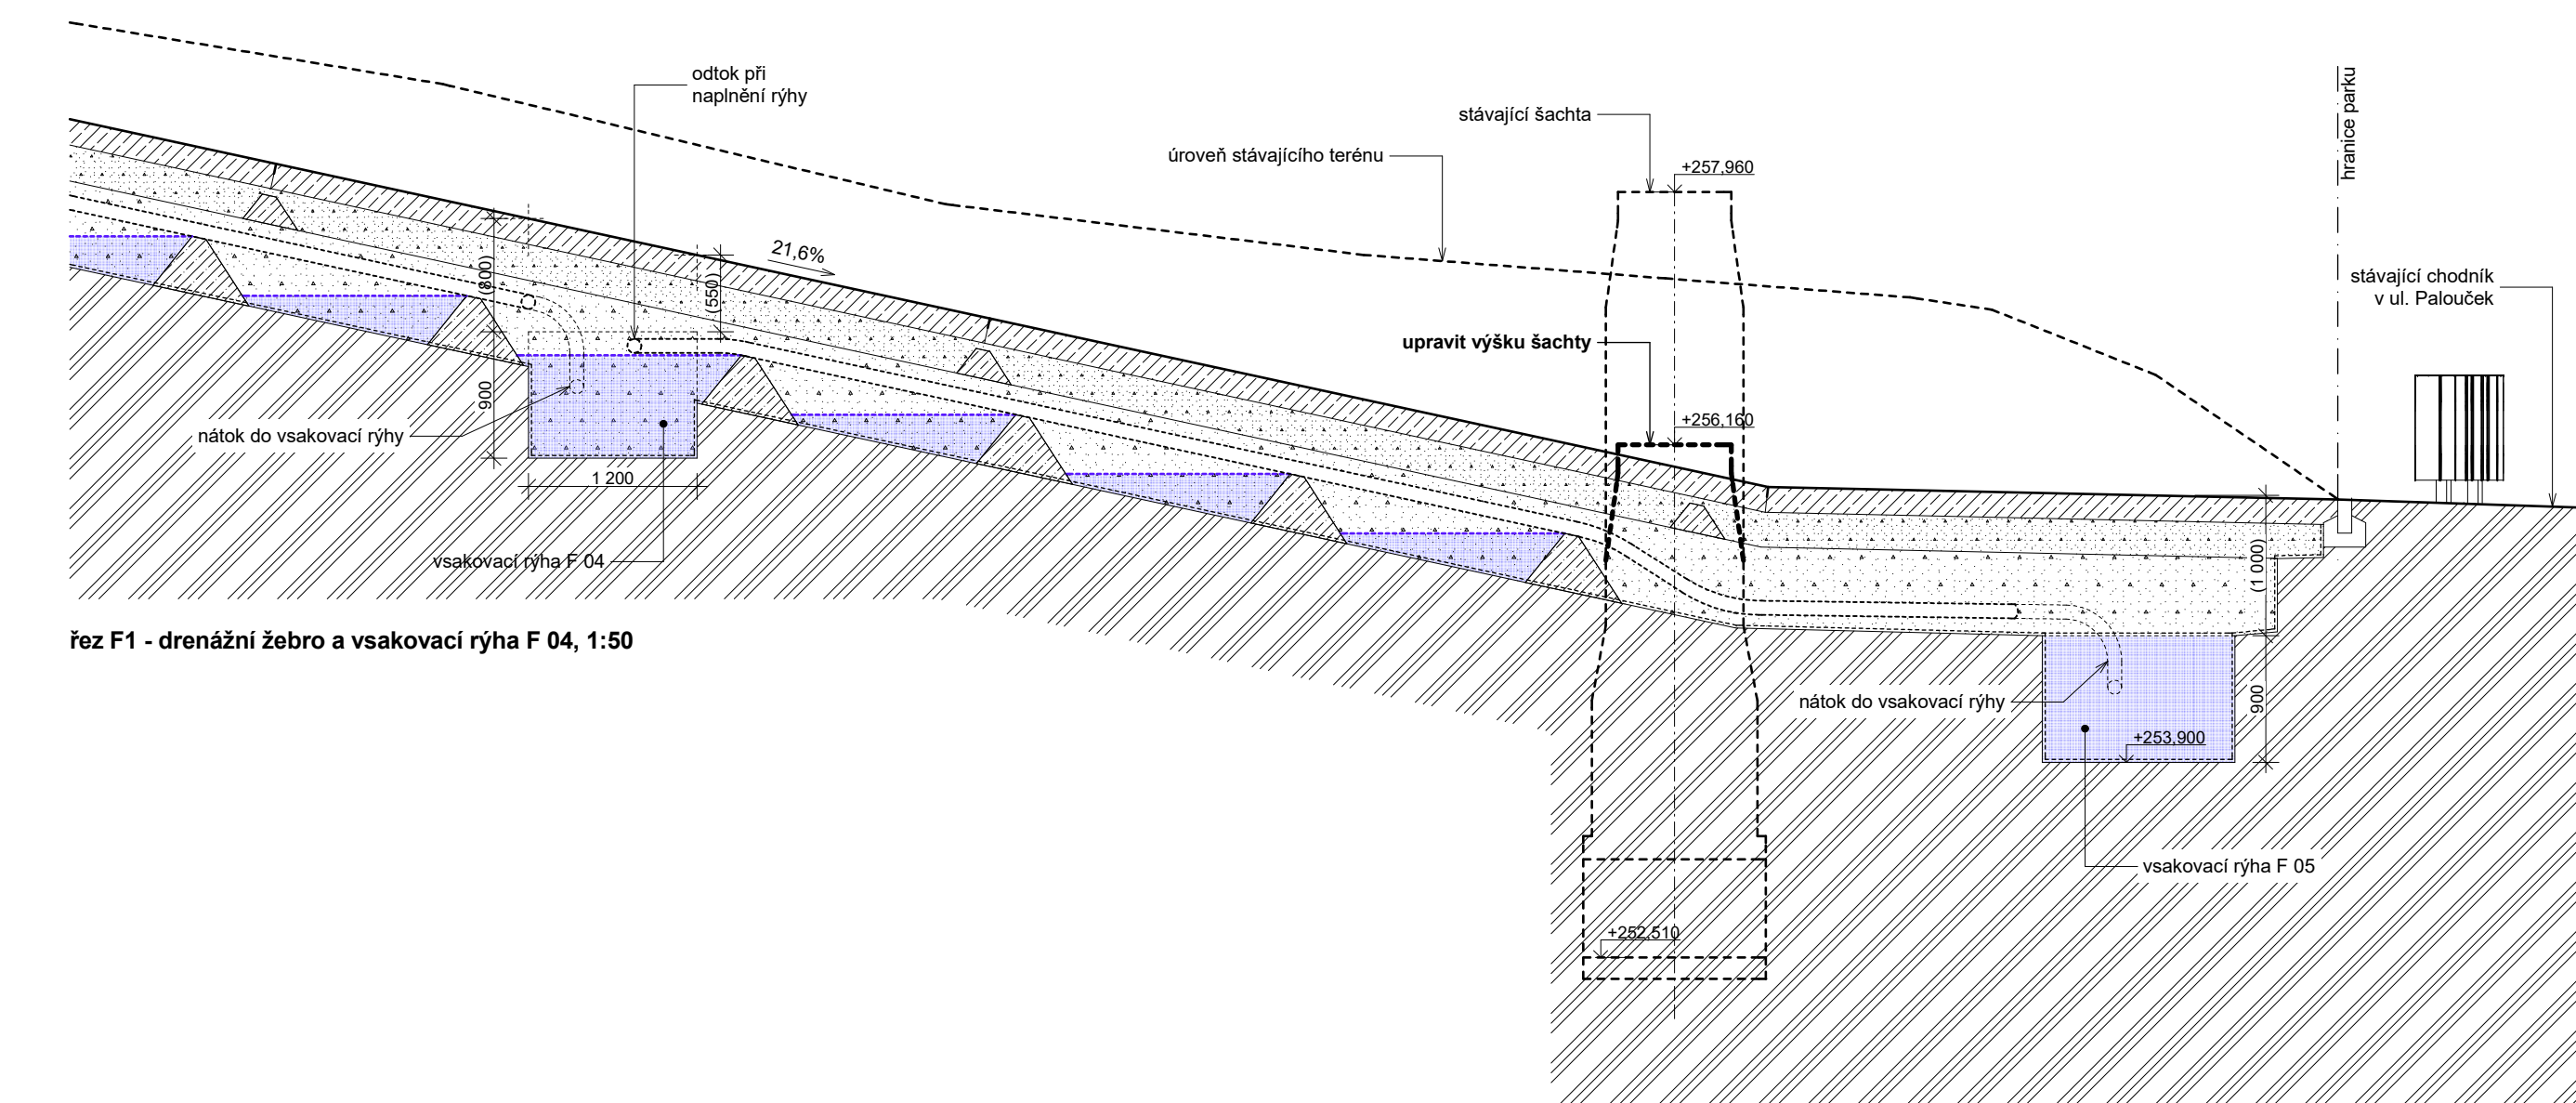 odtok při
naplnění rýhy
stávající šachta
úroveň stávajícího terénu
+257,960
hranice parku
stávající chodník
v ul. Palouček
21,6%
(800)
(550)
upravit výšku šachty
+256,160
900
nátok do vsakovací rýhy
1 200
vsakovací rýha F 04
(1 000)
řez F1 - drenážní žebro a vsakovací rýha F 04, 1:50
nátok do vsakovací rýhy
900
+253,900
vsakovací rýha F 05
+252,510